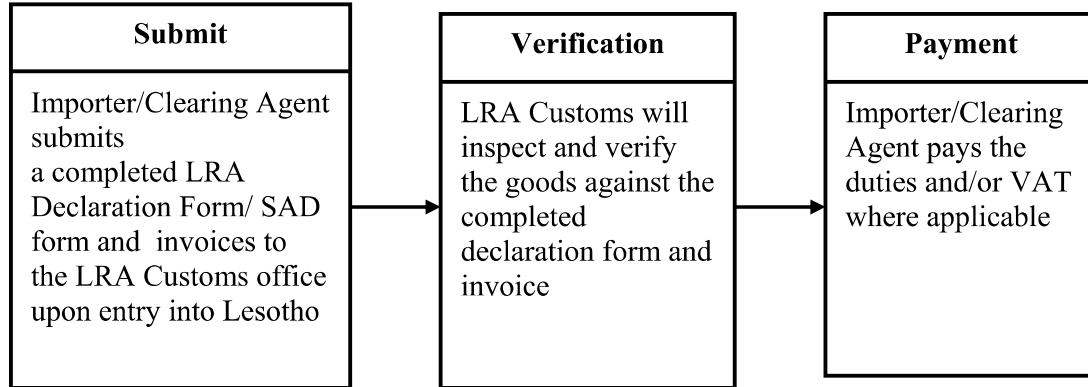 Submit
Importer/Clearing Agent
submits
a completed LRA
Declaration Form/ SAD
form and  invoices to
the LRA Customs office
upon entry into Lesotho
Verification
LRA Customs will
inspect and verify
the goods against the
completed
declaration form and
invoice
Payment
Importer/Clearing
Agent pays the
duties and/or VAT
where applicable